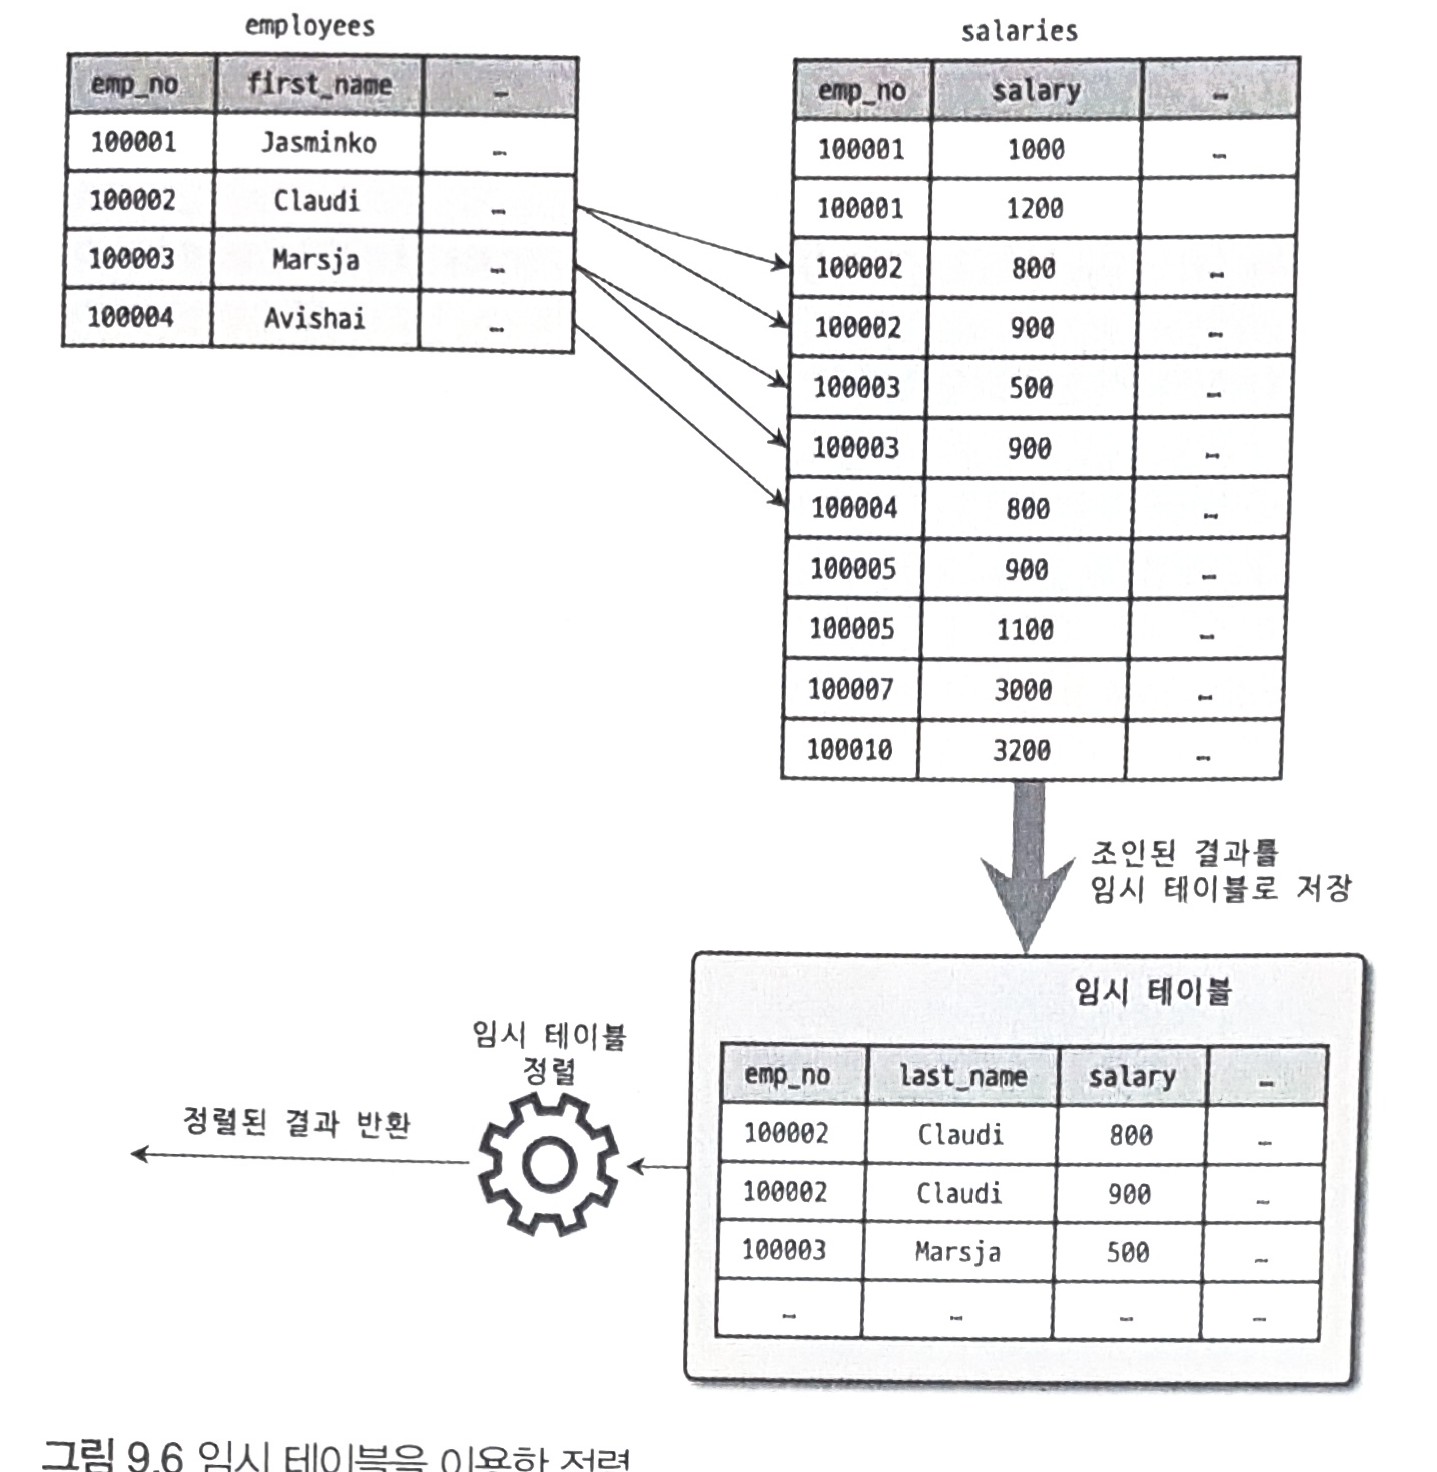 employees
emp_no first_name …
100001 Jasminko …
100002 Claudi …
100003 Marsja …
100004 Avishai …
salaries
emp_no salary …
100001 1000 …
100001 1200
100002 800 …
100002 900 …
100003 500 …
100003 900 …
100004 800 …
100005 900 …
100005 1100 …
100007 3000 …
100010 3200 …
조인된 결과를
임시 테이블로 저장
임시 테이블
emp_no last_name salary …
100002 Claudi 800 …
100002 Claudi 900 …
100003 Marsja 500 …
… … … …
임시 테이블
정렬
정렬된 결과 반환
그림 9.6 임시 테이블을 이용한 정렬